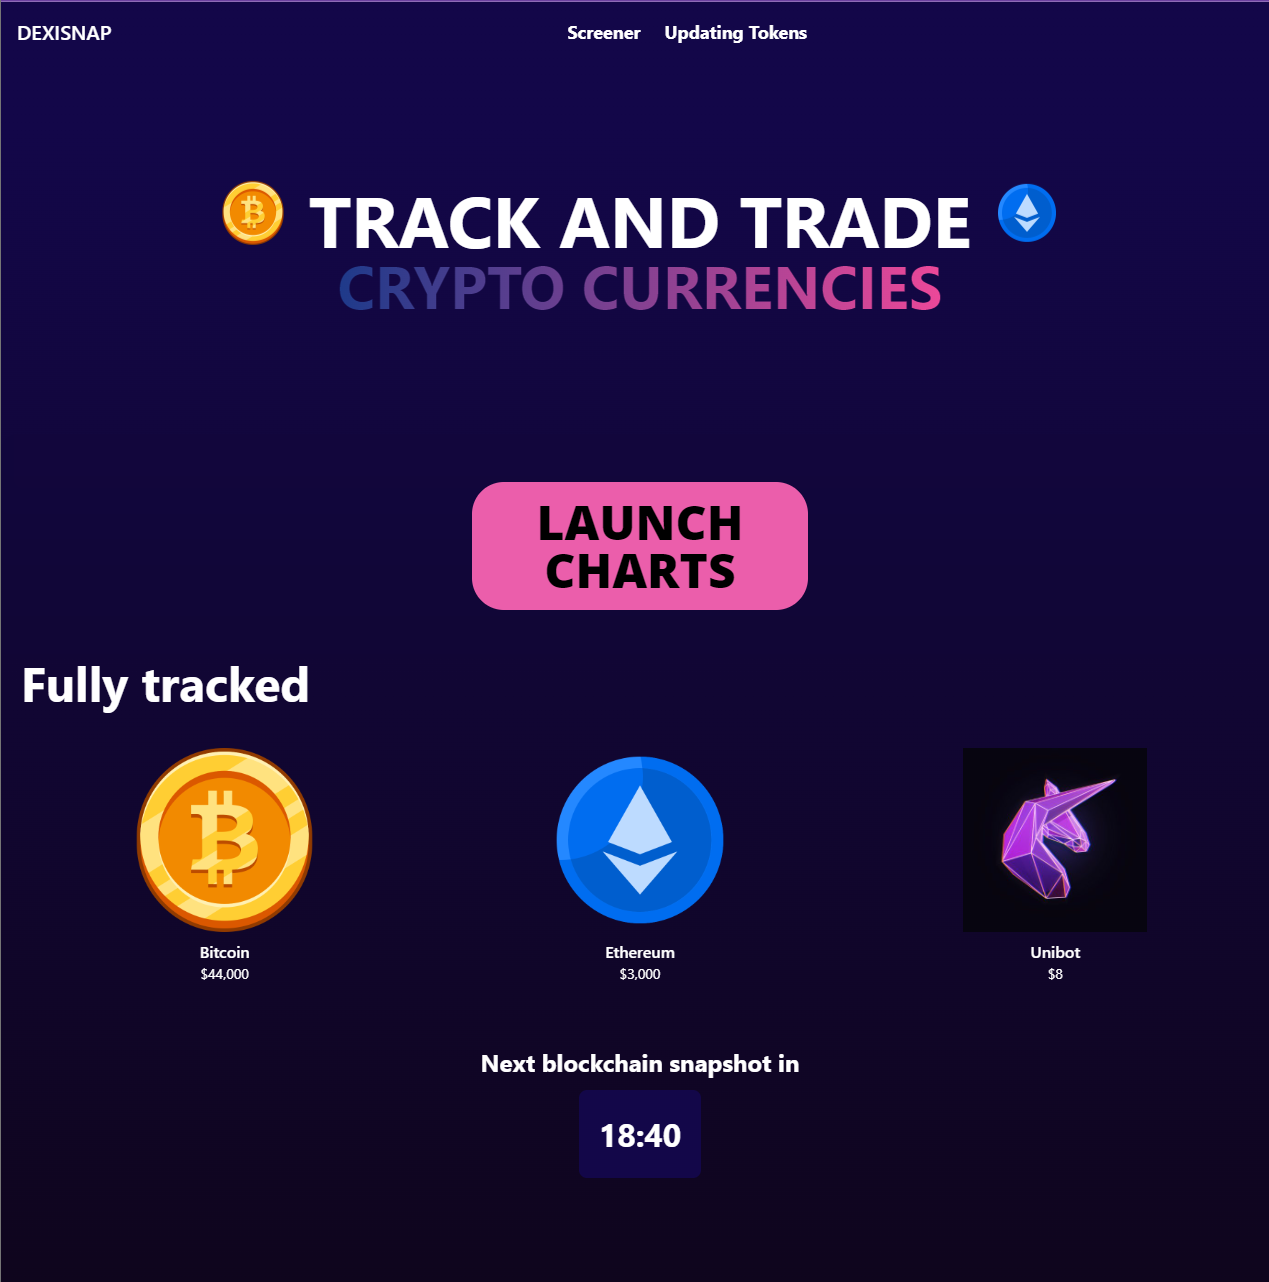 DEXISNAP
Screener
Updating Tokens
TRACK AND TRADE
CRYPTO CURRENCIES
LAUNCH
CHARTS
Fully tracked
Bitcoin
$44,000
Ethereum
$3,000
Unibot
$8
Next blockchain snapshot in
18:40